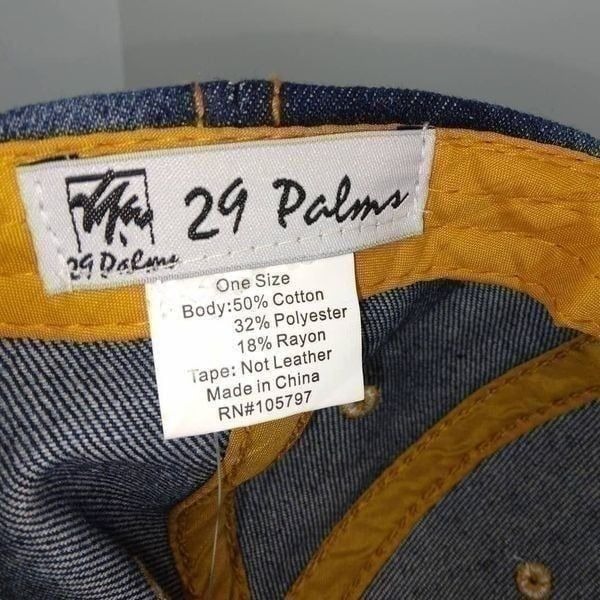 29 Palms
29 Palms
One Size
Body:50% Cotton
32% Polyester
18% Rayon
Tape: Not Leather
Made in China
RN#105797